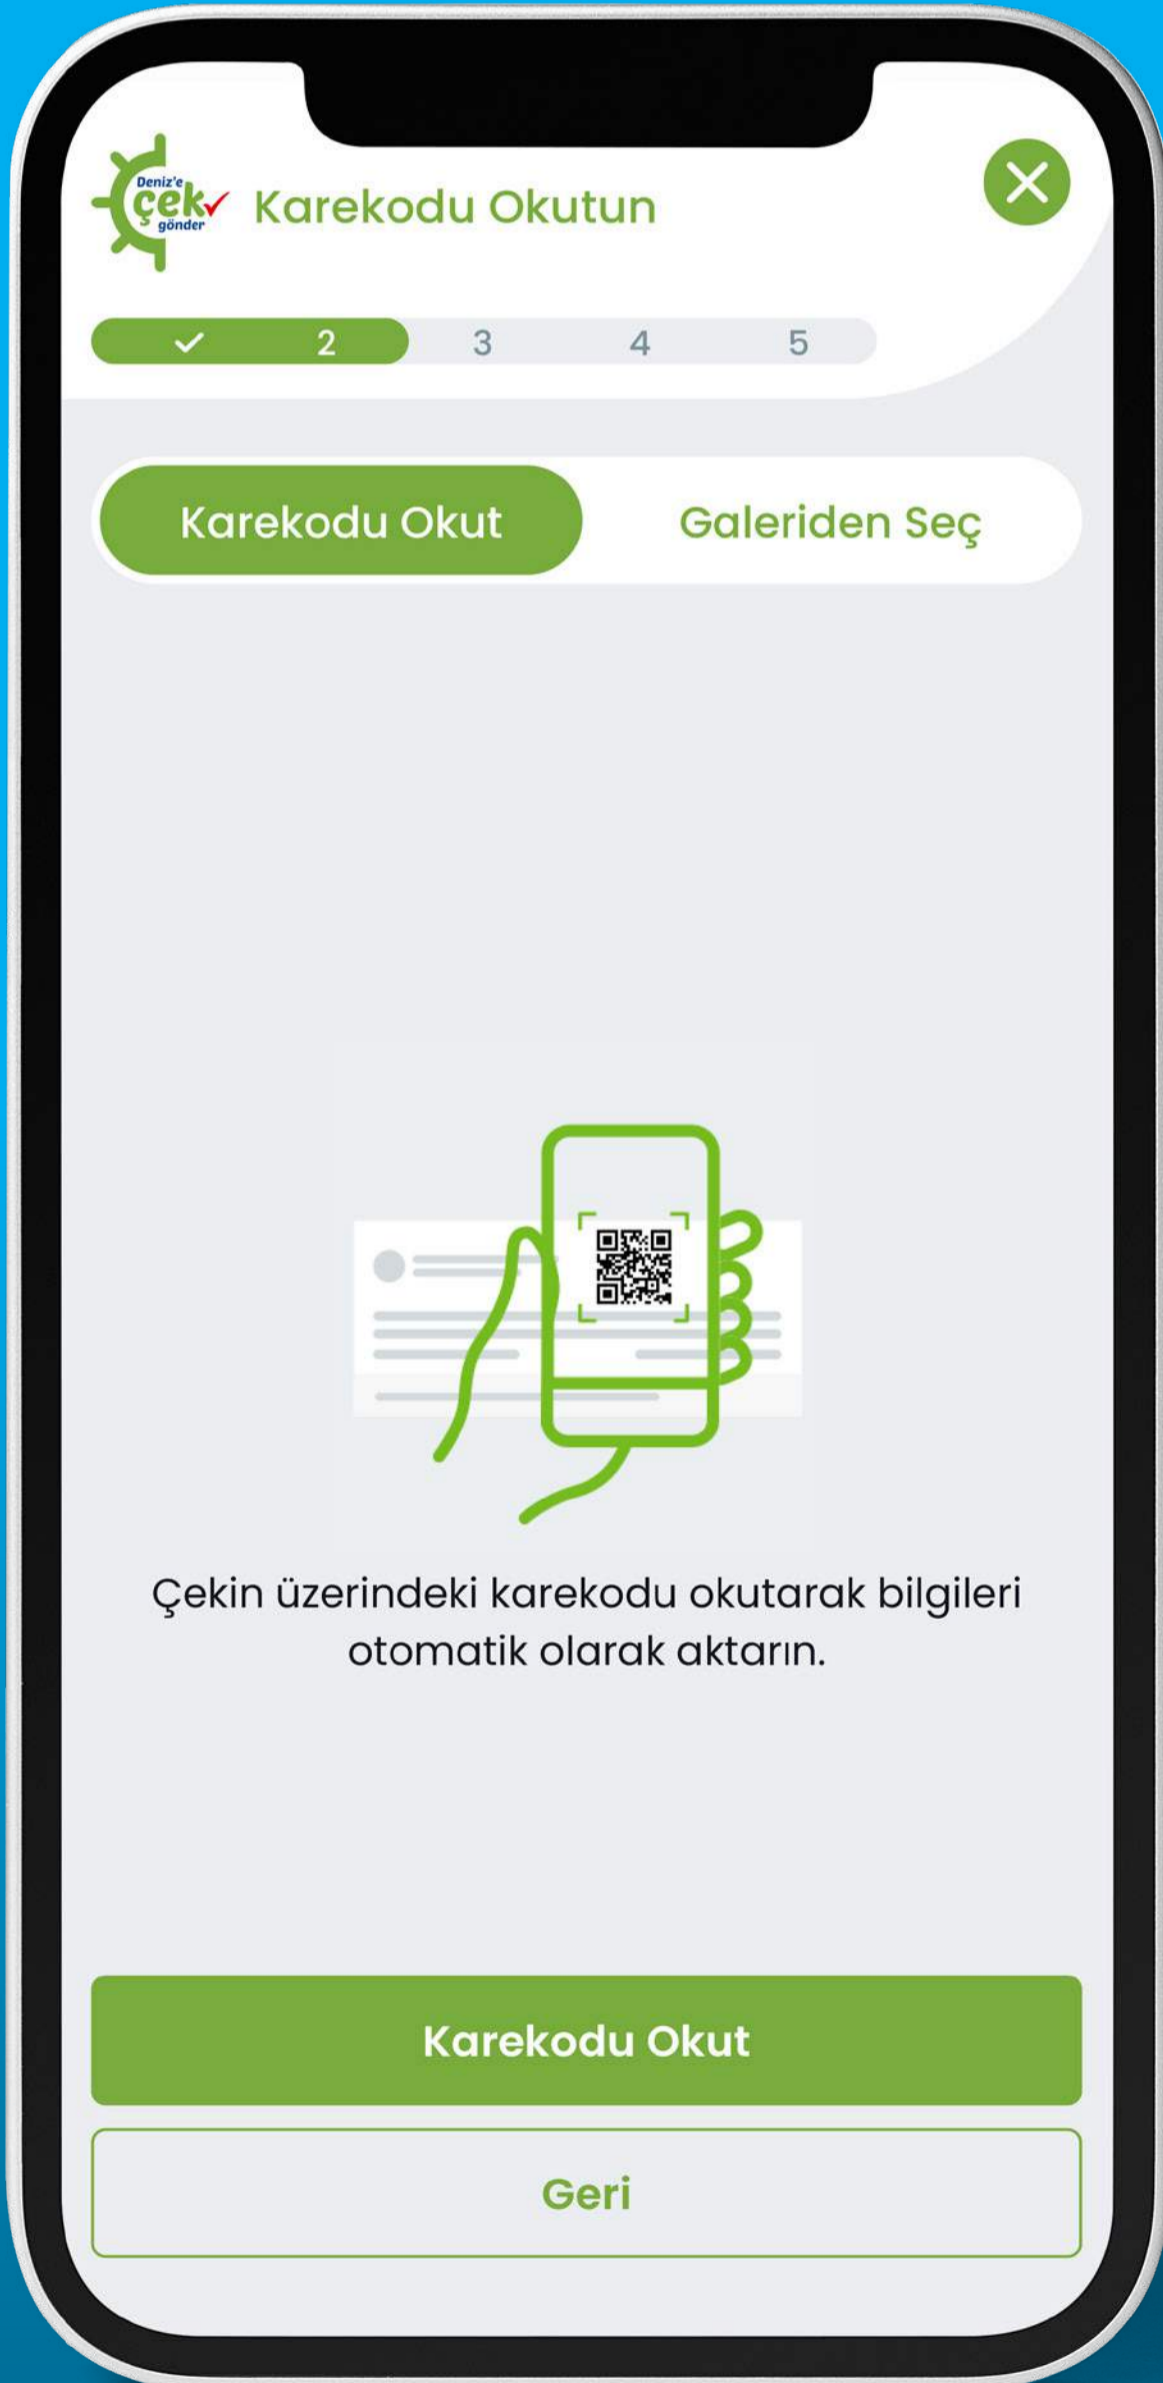 Deniz'e
çek
gönder
Karekodu Okutun
2 3 4 5
Karekodu Okut Galeriden Seç
Çekin üzerindeki karekodu okutarak bilgileri
otomatik olarak aktarın.
Karekodu Okut
Geri